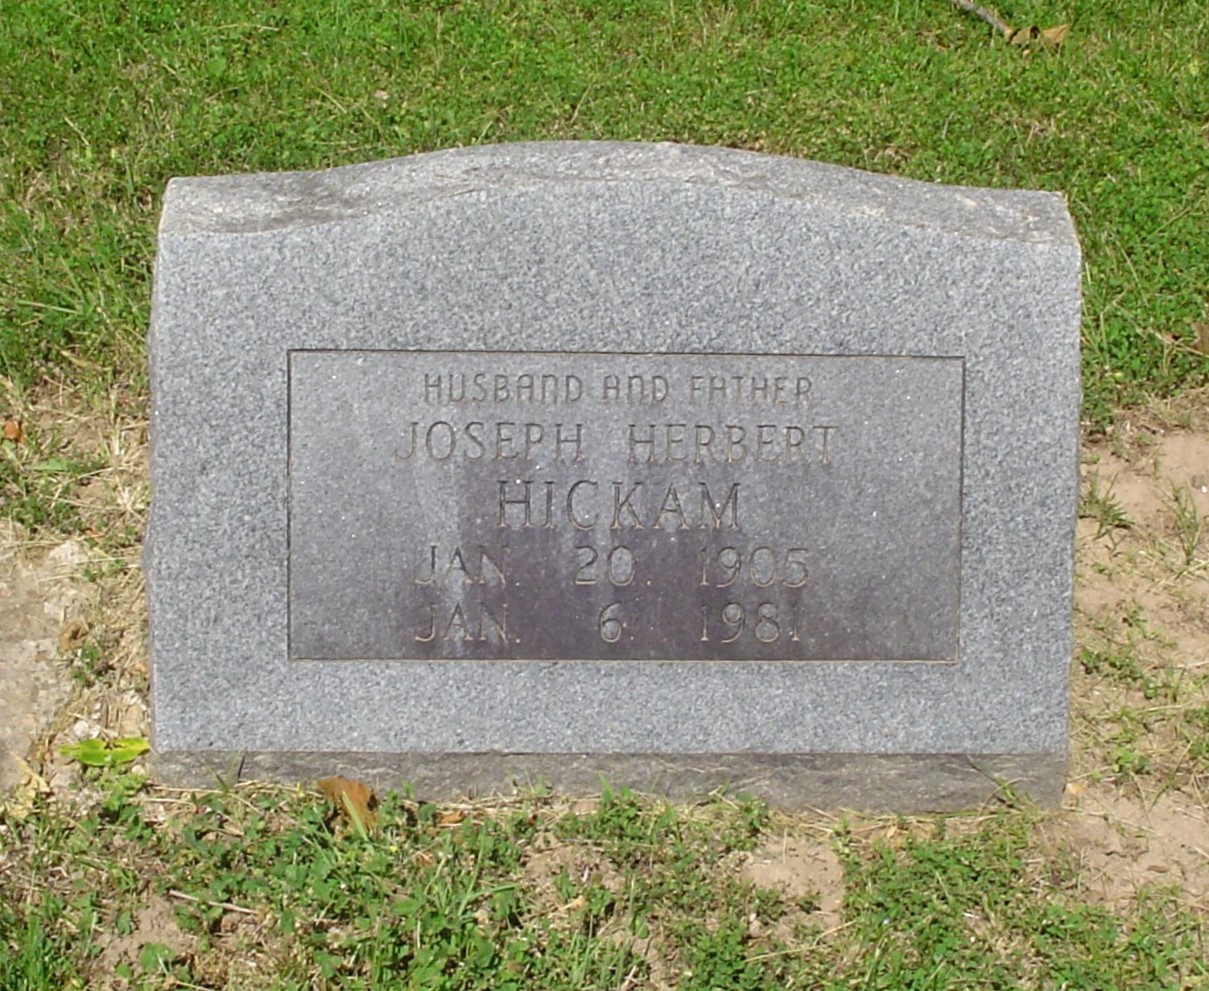 HUSBAND AND FATHER
JOSEPH HERBERT
HICKAM
JAN. 20. 1905
JAN. 6. 1981